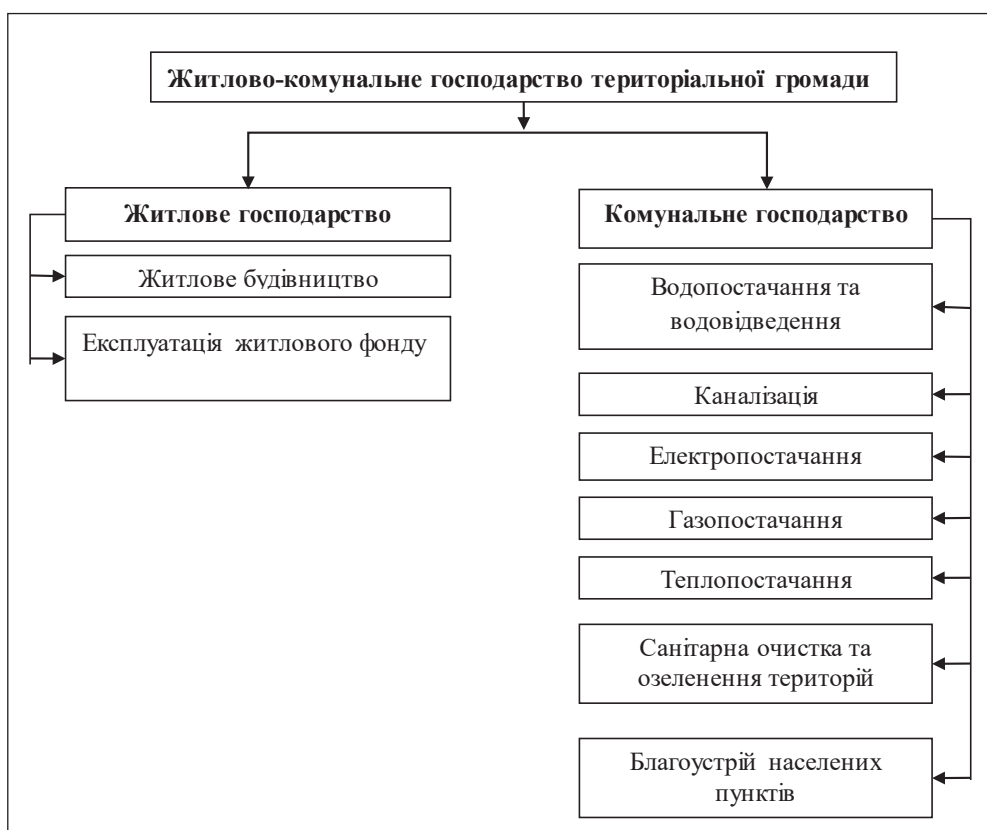 Житлово-комунальне господарство територіальної громади
Житлове господарство
Житлове будівництво
Експлуатація житлового фонду
Комунальне господарство
Водопостачання та
водовідведення
Каналізація
Електропостачання
Газопостачання
Теплопостачання
Санітарна очистка та
озеленення територій
Благоустрій населених
пунктів